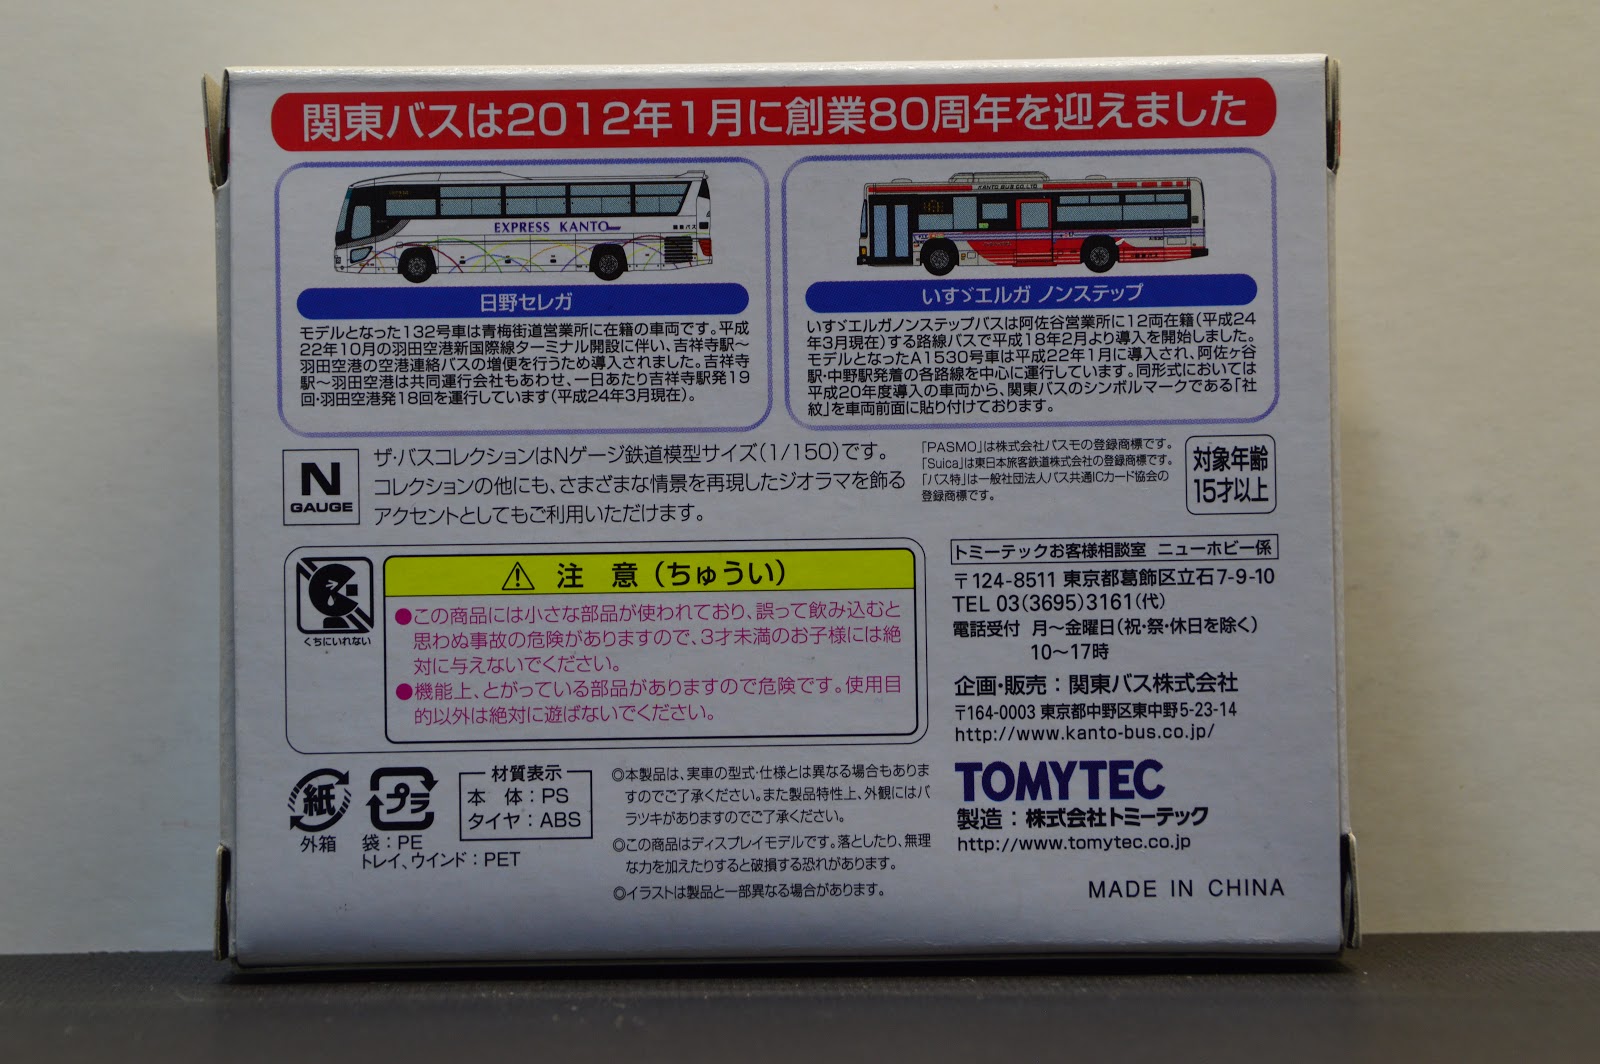 関東バスは2012年1月に創業80周年を迎えました
EXPRESS KANTO
関東バス
KANTO BUS CO.,LTD
日野セレガ
モデルとなった132号車は青梅街道営業所に在籍の車両です。平成
22年10月の羽田空港新国際線ターミナル開設に伴い、吉祥寺駅～
羽田空港の空港連絡バスの増便を行うため導入されました。吉祥寺
駅～羽田空港は共同運行会社もあわせ、一日あたり吉祥寺駅発19
回・羽田空港発18回を運行しています(平成24年3月現在)。
いすゞエルガ ノンステップ
いすゞエルガノンステップバスは阿佐谷営業所に12両在籍(平成24
年3月現在)する路線バスで平成18年2月より導入を開始しました。
モデルとなったA1530号車は平成22年1月に導入され、阿佐ヶ谷
駅・中野駅発着の各路線を中心に運行しています。同形式においては
平成20年度導入の車両から、関東バスのシンボルマークである「社
紋」を車両前面に貼り付けております。
N
GAUGE
ザ・バスコレクションはNゲージ鉄道模型サイズ(1/150)です。
コレクションの他にも、さまざまな情景を再現したジオラマを飾る
アクセントとしてもご利用いただけます。
「PASMO」は株式会社パスモの登録商標です。
「Suica」は東日本旅客鉄道株式会社の登録商標です。
「バス特」は一般社団法人バス共通ICカード協会の
登録商標です。
対象年齢
15才以上
くちにいれない
注 意(ちゅうい)
●この商品には小さな部品が使われており、誤って飲み込むと
思わぬ事故の危険がありますので、3才未満のお子様には絶
対に与えないでください。
●機能上、とがっている部品がありますので危険です。使用目
的以外は絶対に遊ばないでください。
トミーテックお客様相談室 ニューホビー係
〒124-8511 東京都葛飾区立石7-9-10
TEL 03(3695)3161(代)
電話受付 月～金曜日(祝・祭・休日を除く)
10～17時
企画・販売：関東バス株式会社
〒164-0003 東京都中野区東中野5-23-14
http://www.kanto-bus.co.jp/
紙
外箱
プラ
袋：PE
トレイ、ウインド：PET
材質表示
本 体：PS
タイヤ：ABS
◎本製品は、実車の型式・仕様とは異なる場合もありま
すのでご了承ください。また製品特性上、外観にはバ
ラツキがありますのでご了承ください。
◎この商品はディスプレイモデルです。落としたり、無理
な力を加えたりすると破損する恐れがあります。
◎イラストは製品と一部異なる場合があります。
TOMYTEC
製造：株式会社トミーテック
http://www.tomytec.co.jp
MADE IN CHINA